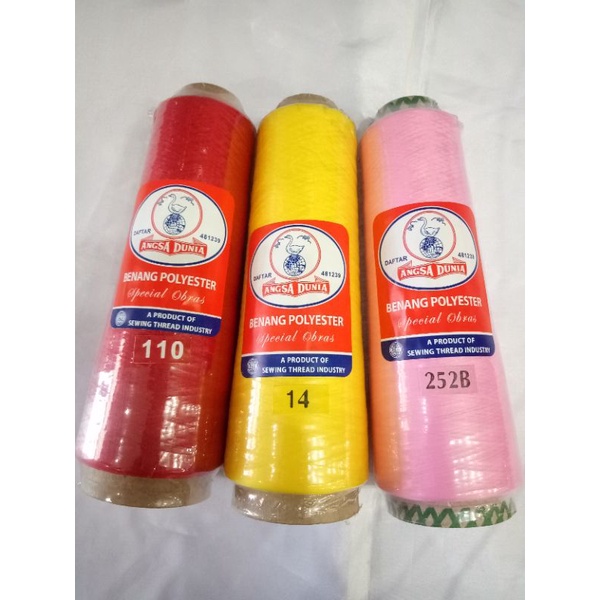 DAFTAR 481239
ANGSA DUNIA
BENANG POLYESTER
Special Obras
A PRODUCT OF
SEWING THREAD INDUSTRY
110
DAFTAR 481239
ANGSA DUNIA
BENANG POLYESTER
Special Obras
A PRODUCT OF
SEWING THREAD INDUSTRY
14
DAFTAR 481239
ANGSA DUNIA
BENANG POLYESTER
Special Obras
A PRODUCT OF
SEWING THREAD INDUSTRY
252B